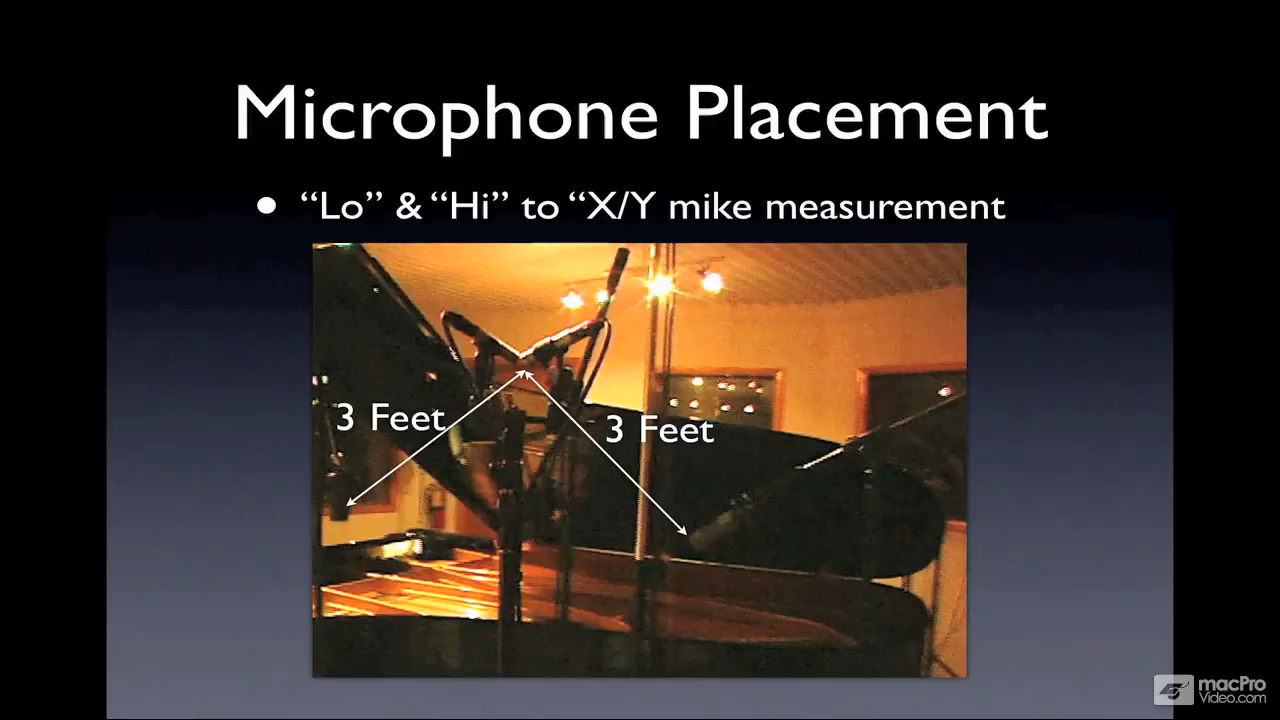 Microphone Placement
• “Lo” & “Hi” to “X/Y mike measurement
3 Feet
3 Feet
macPro
Video.com